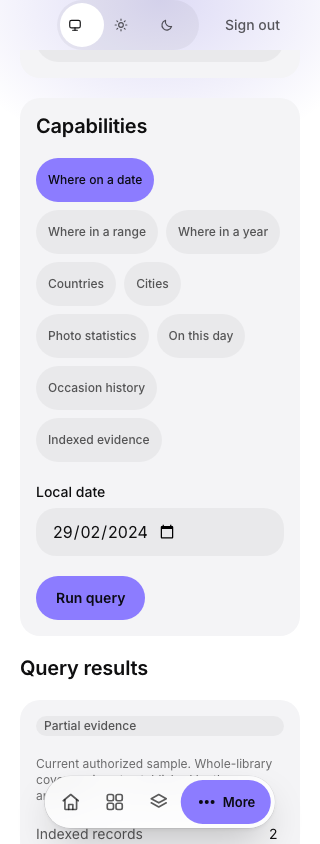 Sign out
Capabilities
Where on a date
Where in a range
Where in a year
Countries
Cities
Photo statistics
On this day
Occasion history
Indexed evidence
Local date
29/02/2024
Run query
Query results
Partial evidence
Current authorized sample. Whole-library
More
Indexed records 2